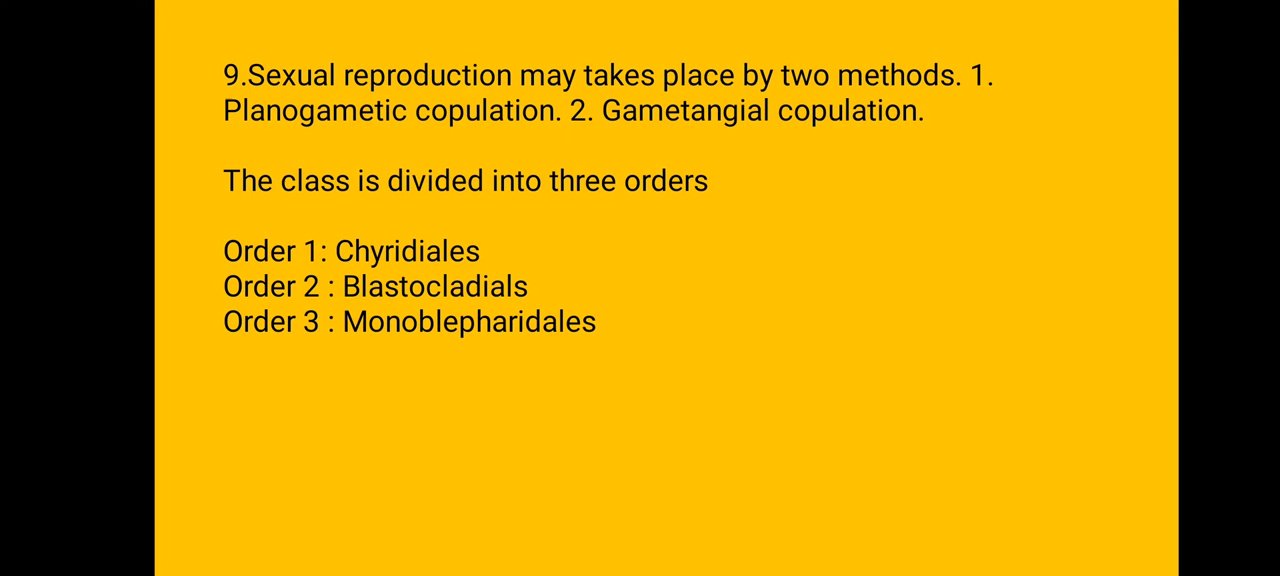 9.Sexual reproduction may takes place by two methods. 1.
Planogametic copulation. 2. Gametangial copulation.
The class is divided into three orders
Order 1: Chyridiales
Order 2 : Blastocladials
Order 3 : Monoblepharidales